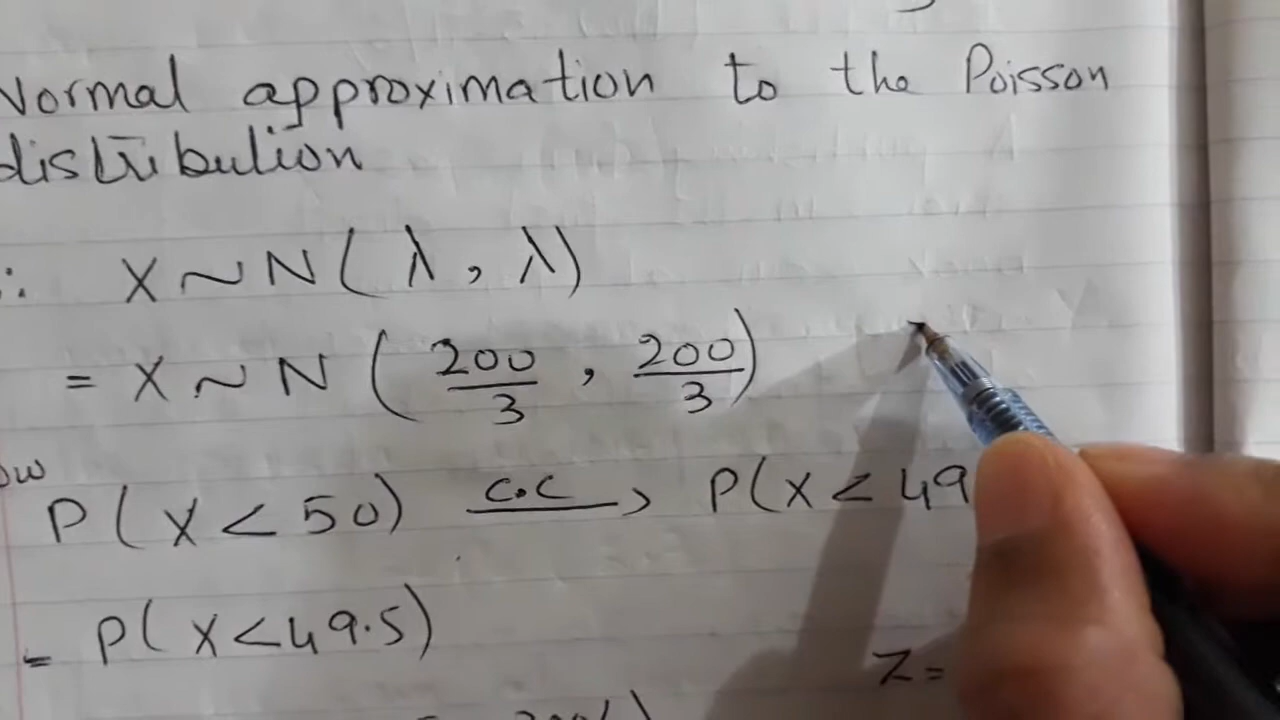 Normal approximation to the Poisson
distribution
∴ X ~ N ( λ , λ )
= X ~ N ( 200/3 , 200/3 )
P ( X < 50 ) c.c → P(X < 49
= P( X < 49.5 )
Z =